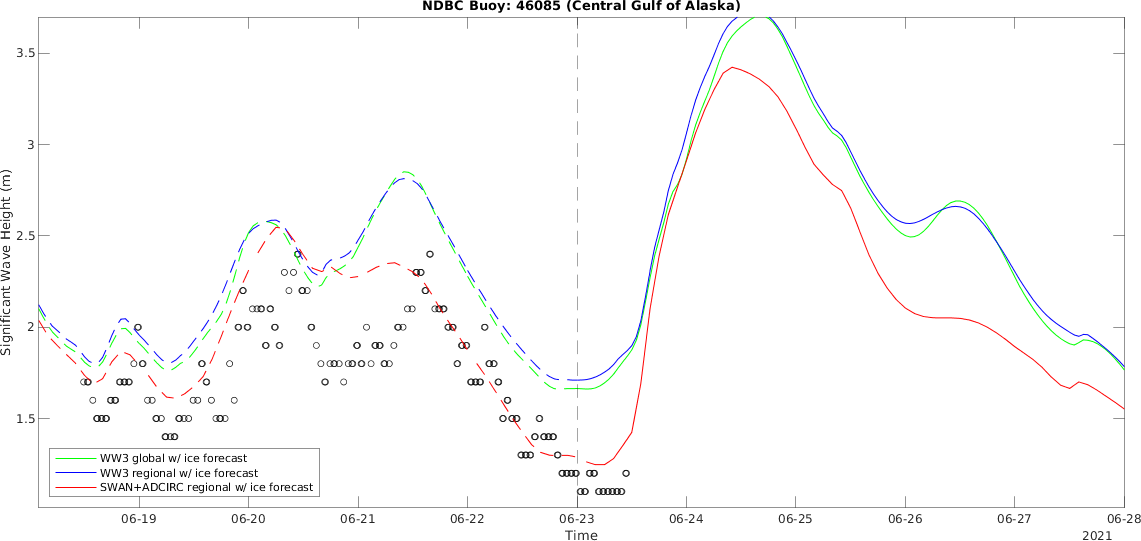 NDBC Buoy: 46085 (Central Gulf of Alaska)
Significant Wave Height (m)
3.5
3
2.5
2
1.5
WW3 global w/ ice forecast
WW3 regional w/ ice forecast
SWAN+ADCIRC regional w/ ice forecast
06-19 06-20 06-21 06-22 06-23 06-24 06-25 06-26 06-27 06-28
Time
2021